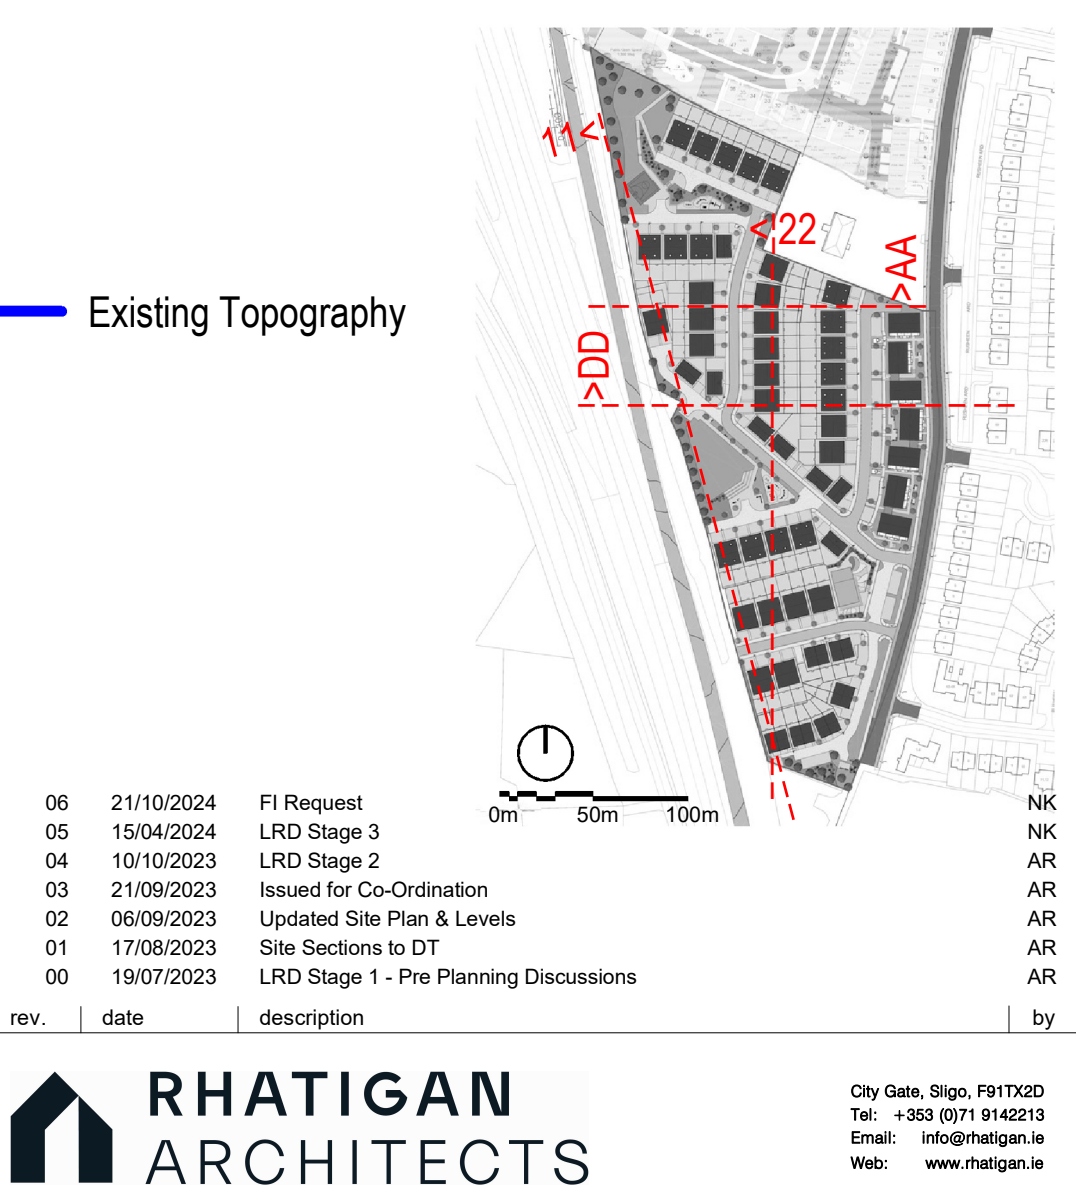 11<
<22
>AA
>DD
Existing Topography
0m 50m 100m
06 21/10/2024 FI Request NK
05 15/04/2024 LRD Stage 3 NK
04 10/10/2023 LRD Stage 2 AR
03 21/09/2023 Issued for Co-Ordination AR
02 06/09/2023 Updated Site Plan & Levels AR
01 17/08/2023 Site Sections to DT AR
00 19/07/2023 LRD Stage 1 - Pre Planning Discussions AR
rev. date description by
RHATIGAN
ARCHITECTS
City Gate, Sligo, F91TX2D
Tel: +353 (0)71 9142213
Email: info@rhatigan.ie
Web: www.rhatigan.ie